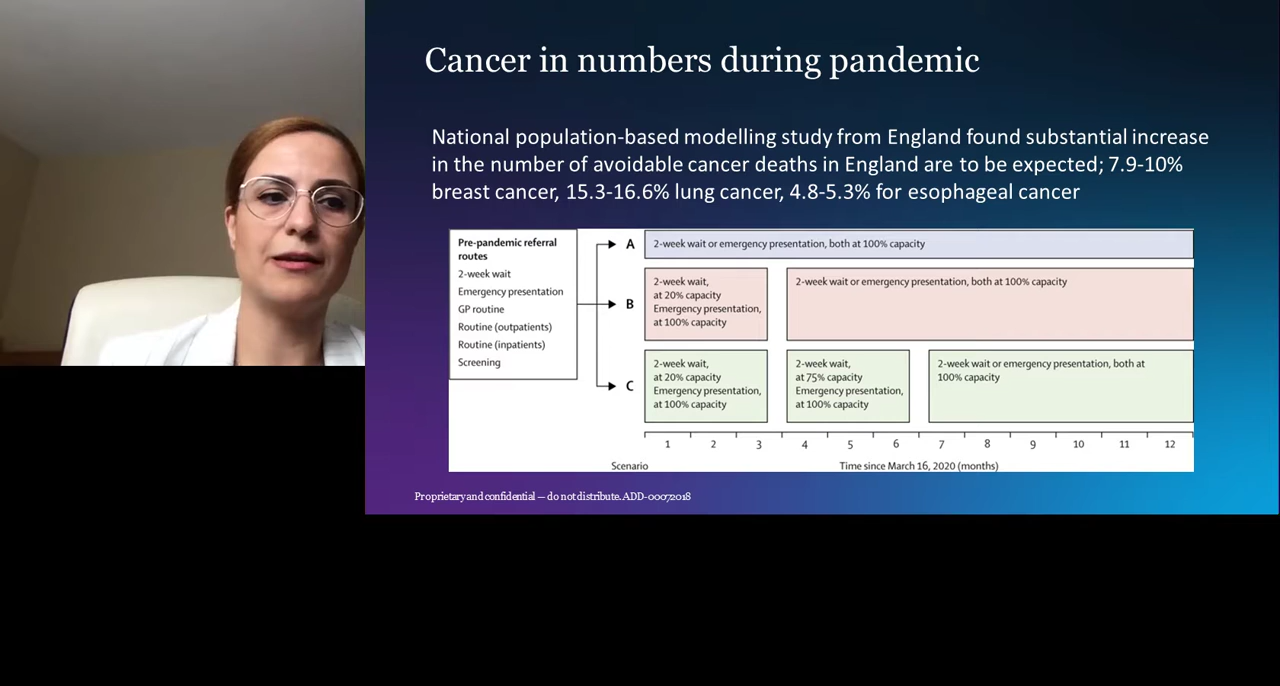 Cancer in numbers during pandemic
National population-based modelling study from England found substantial increase
in the number of avoidable cancer deaths in England are to be expected; 7.9-10%
breast cancer, 15.3-16.6% lung cancer, 4.8-5.3% for esophageal cancer
Pre-pandemic referral
routes
2-week wait
Emergency presentation
GP routine
Routine (outpatients)
Routine (inpatients)
Screening
A
2-week wait or emergency presentation, both at 100% capacity
B
2-week wait,
at 20% capacity
Emergency presentation,
at 100% capacity
2-week wait or emergency presentation, both at 100% capacity
C
2-week wait,
at 20% capacity
Emergency presentation,
at 100% capacity
2-week wait,
at 75% capacity
Emergency presentation,
at 100% capacity
2-week wait or emergency presentation, both at
100% capacity
1 2 3 4 5 6 7 8 9 10 11 12
Scenario
Time since March 16, 2020 (months)
Proprietary and confidential — do not distribute. ADD-00072018